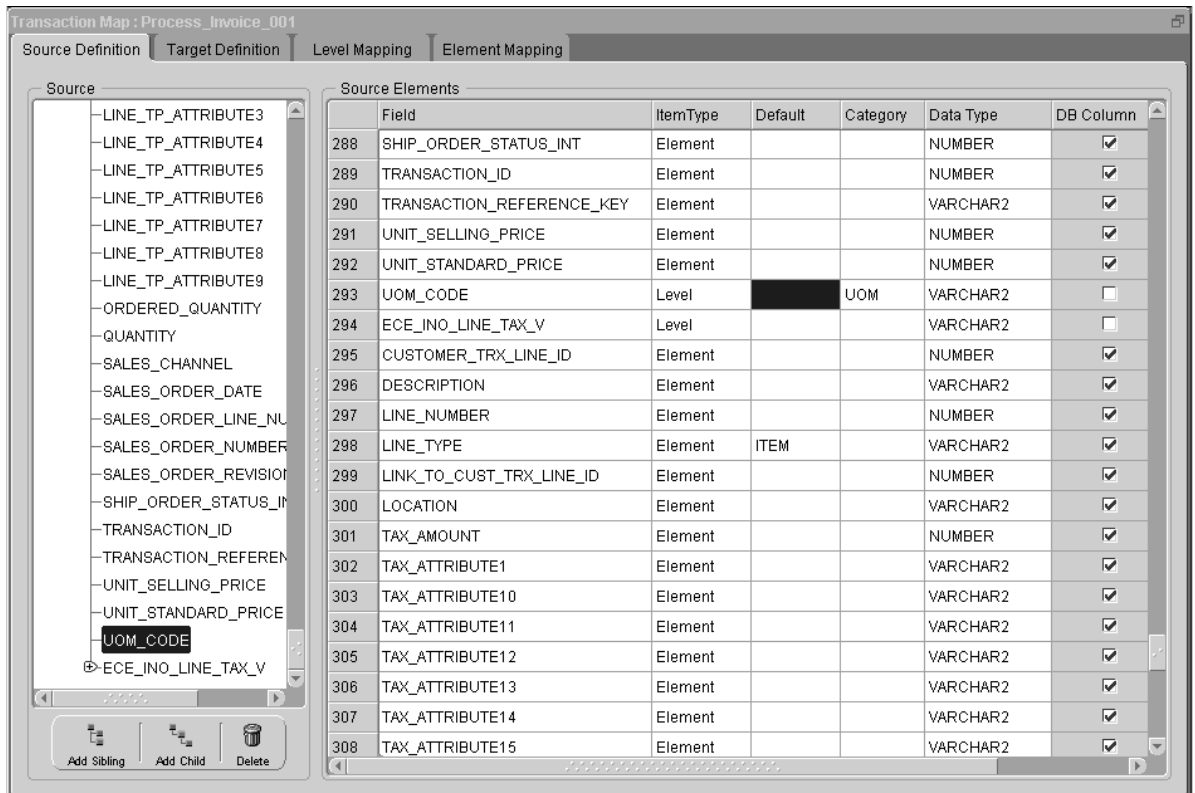 Transaction Map : Process_Invoice_001
Source Definition Target Definition Level Mapping Element Mapping
Source
LINE_TP_ATTRIBUTE3
LINE_TP_ATTRIBUTE4
LINE_TP_ATTRIBUTE5
LINE_TP_ATTRIBUTE6
LINE_TP_ATTRIBUTE7
LINE_TP_ATTRIBUTE8
LINE_TP_ATTRIBUTE9
ORDERED_QUANTITY
QUANTITY
SALES_CHANNEL
SALES_ORDER_DATE
SALES_ORDER_LINE_NU
SALES_ORDER_NUMBER
SALES_ORDER_REVISION
SHIP_ORDER_STATUS_IN
TRANSACTION_ID
TRANSACTION_REFEREN
UNIT_SELLING_PRICE
UNIT_STANDARD_PRICE
UOM_CODE
ECE_INO_LINE_TAX_V
Add Sibling Add Child Delete
Source Elements
Field ItemType Default Category Data Type DB Column
288 SHIP_ORDER_STATUS_INT Element NUMBER
289 TRANSACTION_ID Element NUMBER
290 TRANSACTION_REFERENCE_KEY Element VARCHAR2
291 UNIT_SELLING_PRICE Element NUMBER
292 UNIT_STANDARD_PRICE Element NUMBER
293 UOM_CODE Level UOM VARCHAR2
294 ECE_INO_LINE_TAX_V Level VARCHAR2
295 CUSTOMER_TRX_LINE_ID Element NUMBER
296 DESCRIPTION Element VARCHAR2
297 LINE_NUMBER Element NUMBER
298 LINE_TYPE Element ITEM VARCHAR2
299 LINK_TO_CUST_TRX_LINE_ID Element NUMBER
300 LOCATION Element VARCHAR2
301 TAX_AMOUNT Element NUMBER
302 TAX_ATTRIBUTE1 Element VARCHAR2
303 TAX_ATTRIBUTE10 Element VARCHAR2
304 TAX_ATTRIBUTE11 Element VARCHAR2
305 TAX_ATTRIBUTE12 Element VARCHAR2
306 TAX_ATTRIBUTE13 Element VARCHAR2
307 TAX_ATTRIBUTE14 Element VARCHAR2
308 TAX_ATTRIBUTE15 Element VARCHAR2